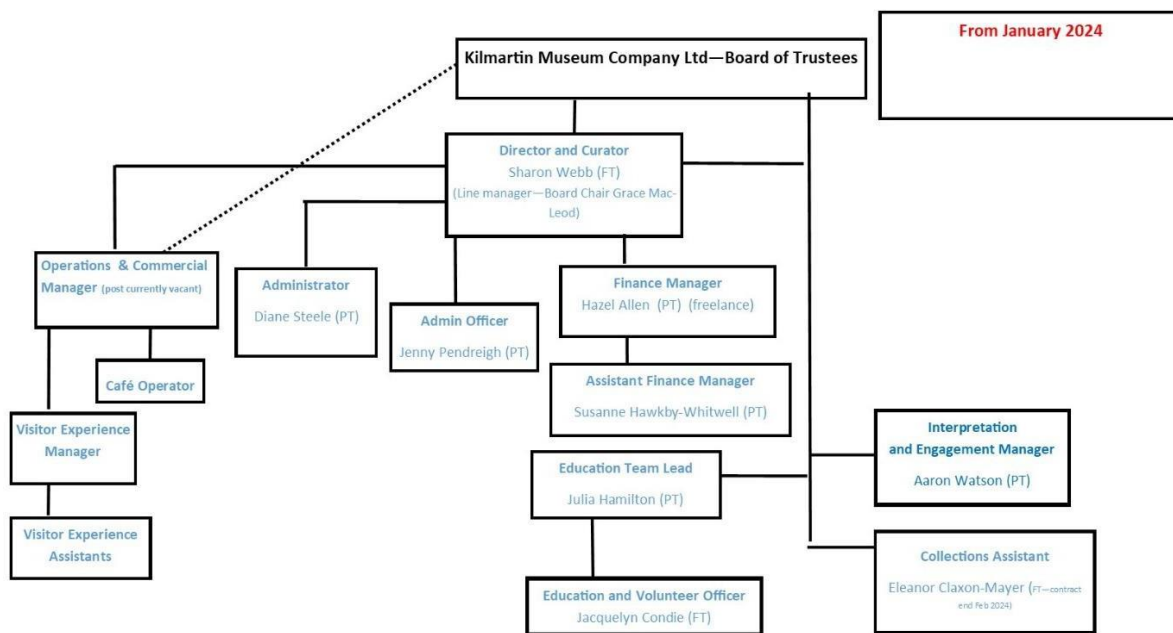 From January 2024
Kilmartin Museum Company Ltd—Board of Trustees
Director and Curator
Sharon Webb (FT)
(Line manager—Board Chair Grace Mac-
Leod)
Operations & Commercial
Manager (post currently vacant)
Administrator
Diane Steele (PT)
Admin Officer
Jenny Pendreigh (PT)
Finance Manager
Hazel Allen (PT) (freelance)
Café Operator
Assistant Finance Manager
Susanne Hawkby-Whitwell (PT)
Visitor Experience
Manager
Interpretation
and Engagement Manager
Aaron Watson (PT)
Education Team Lead
Julia Hamilton (PT)
Visitor Experience
Assistants
Collections Assistant
Eleanor Claxon-Mayer (FT—contract
end Feb 2024)
Education and Volunteer Officer
Jacquelyn Condie (FT)